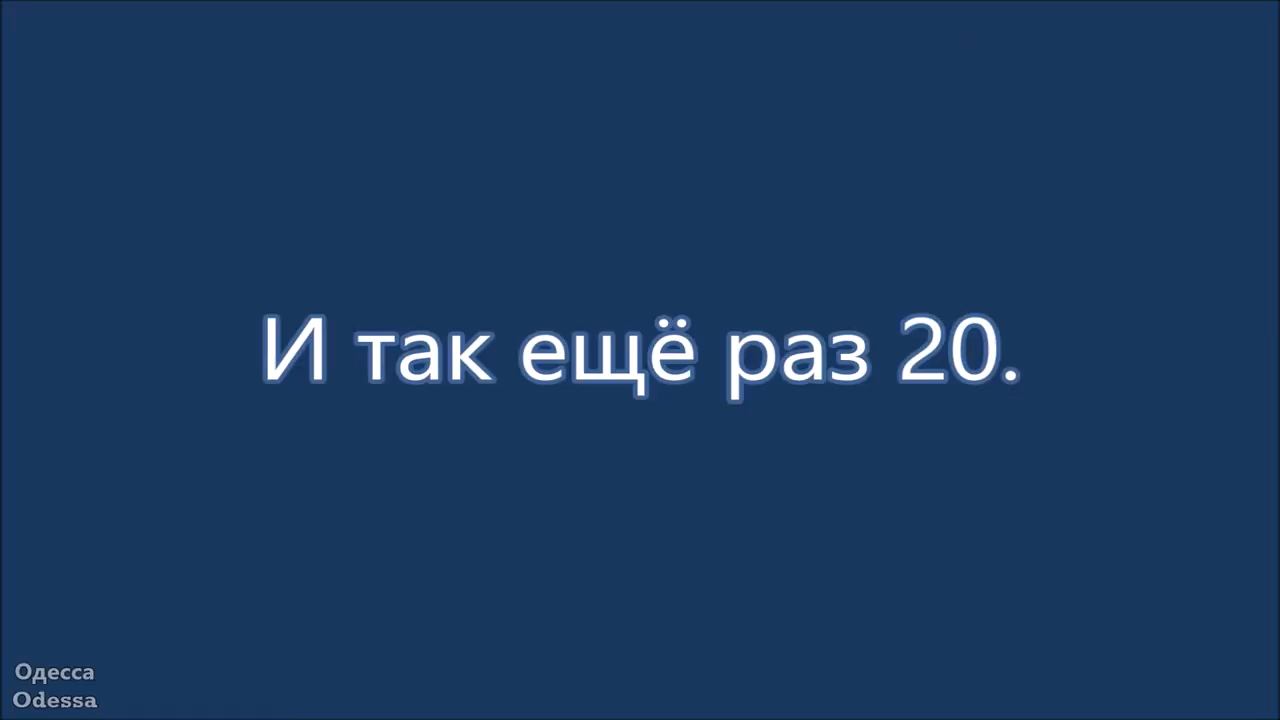 И так ещё раз 20.
Одесса
Odessa